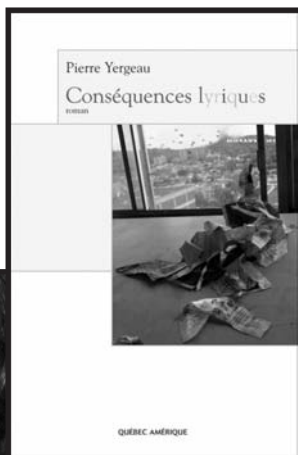 Pierre Yergeau
Conséquences lyriques
roman
QUÉBEC AMÉRIQUE